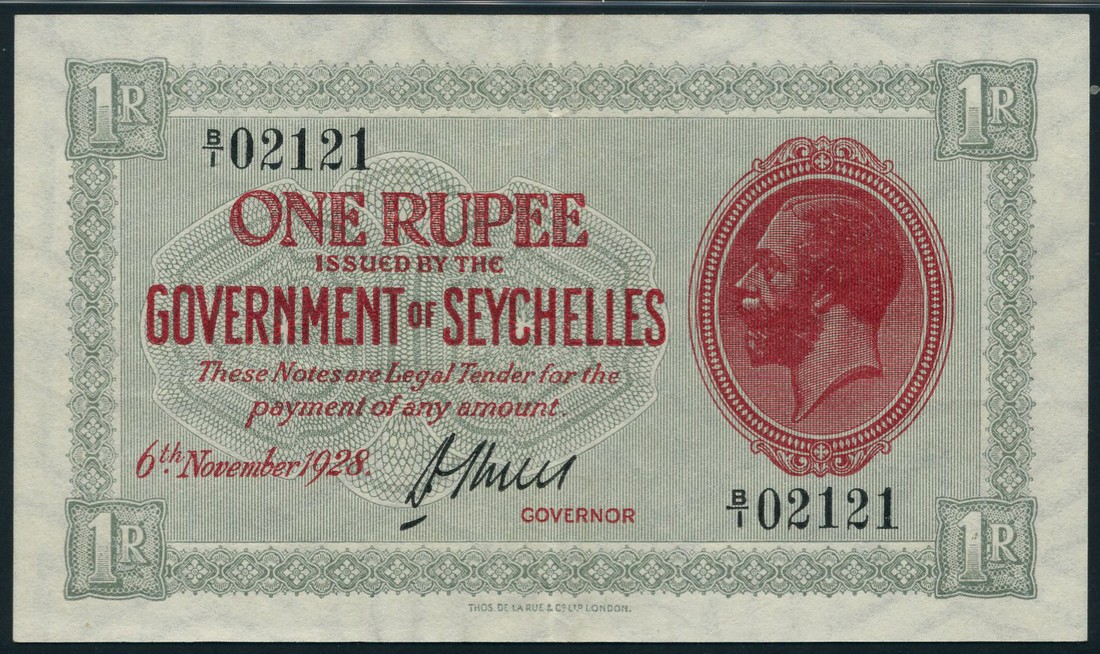 1R
1R
B/1 02121
ONE RUPEE
ISSUED BY THE
GOVERNMENT OF SEYCHELLES
These Notes are Legal Tender for the
payment of any amount.
6th November 1928.
GOVERNOR
B/1 02121
1R
1R
THOS. DE LA RUE & CO. LTD. LONDON.